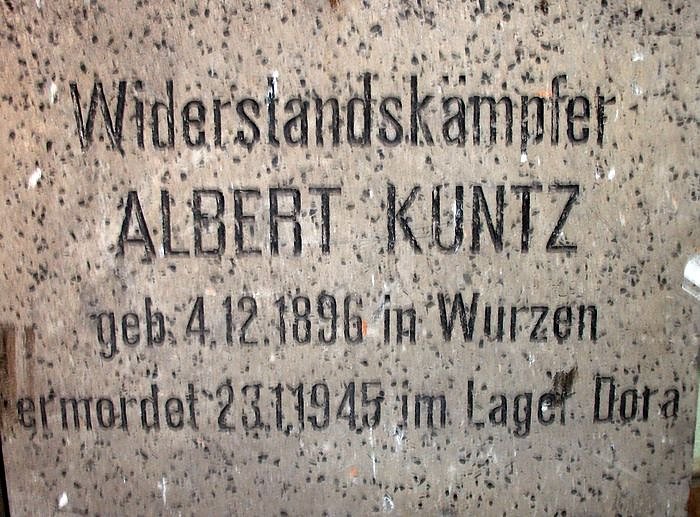 Widerstandskämpfer
ALBERT KUNTZ
geb. 4.12.1896 in Wurzen
ermordet 23.1.1945 im Lager Dora